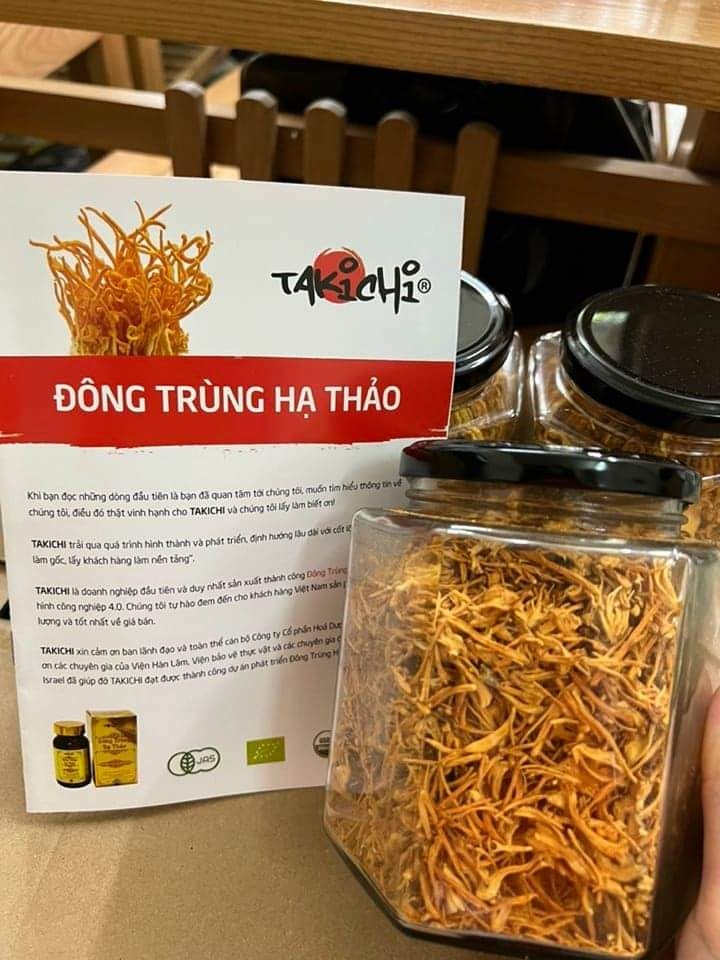 TAKiCHi®
ĐÔNG TRÙNG HẠ THẢO
Khi bạn đọc những dòng đầu tiên là bạn đã quan tâm tới chúng tôi, muốn tìm hiểu thông tin về
chúng tôi, điều đó thật vinh hạnh cho TAKICHI và chúng tôi lấy làm biết ơn!
TAKICHI trải qua quá trình hình thành và phát triển, định hướng lâu dài với cốt
làm gốc, lấy khách hàng làm nền tảng".
TAKICHI là doanh nghiệp đầu tiên và duy nhất sản xuất thành công Đông Trùng
hình công nghiệp 4.0. Chúng tôi tự hào đem đến cho khách hàng Việt Nam sản
lượng và tốt nhất về giá bán.
TAKICHI xin cảm ơn ban lãnh đạo và toàn thể cán bộ Công ty Cổ phần Hoá Dược
ơn các chuyên gia của Viện Hàn Lâm, Viện bảo vệ thực vật và các chuyên gia
Israel đã giúp đỡ TAKICHI đạt được thành công dự án phát triển Đông Trùng
Đông Trùng
Hạ Thảo
JAS